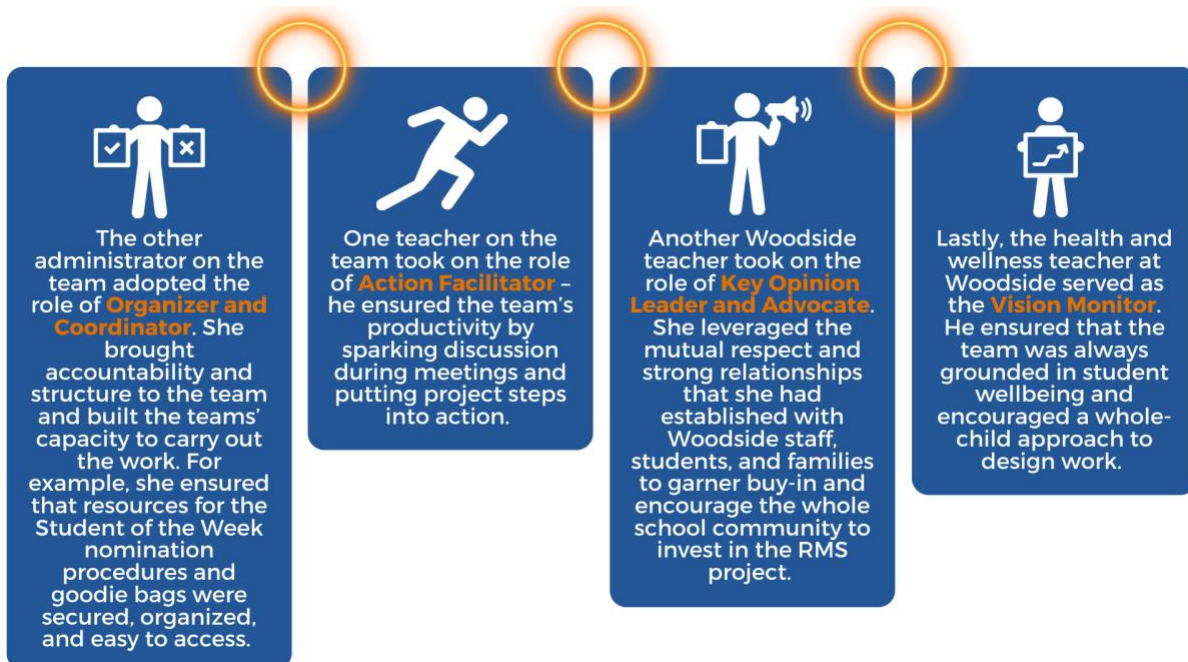 The other
administrator on the
team adopted the
role of Organizer and
Coordinator. She
brought
accountability and
structure to the team
and built the teams’
capacity to carry out
the work. For
example, she ensured
that resources for the
Student of the Week
nomination
procedures and
goodie bags were
secured, organized,
and easy to access.
One teacher on the
team took on the role
of Action Facilitator –
he ensured the team’s
productivity by
sparking discussion
during meetings and
putting project steps
into action.
Another Woodside
teacher took on the
role of Key Opinion
Leader and Advocate.
She leveraged the
mutual respect and
strong relationships
that she had
established with
Woodside staff,
students, and families
to garner buy-in and
encourage the whole
school community to
invest in the RMS
project.
Lastly, the health and
wellness teacher at
Woodside served as
the Vision Monitor.
He ensured that the
team was always
grounded in student
wellbeing and
encouraged a whole-
child approach to
design work.